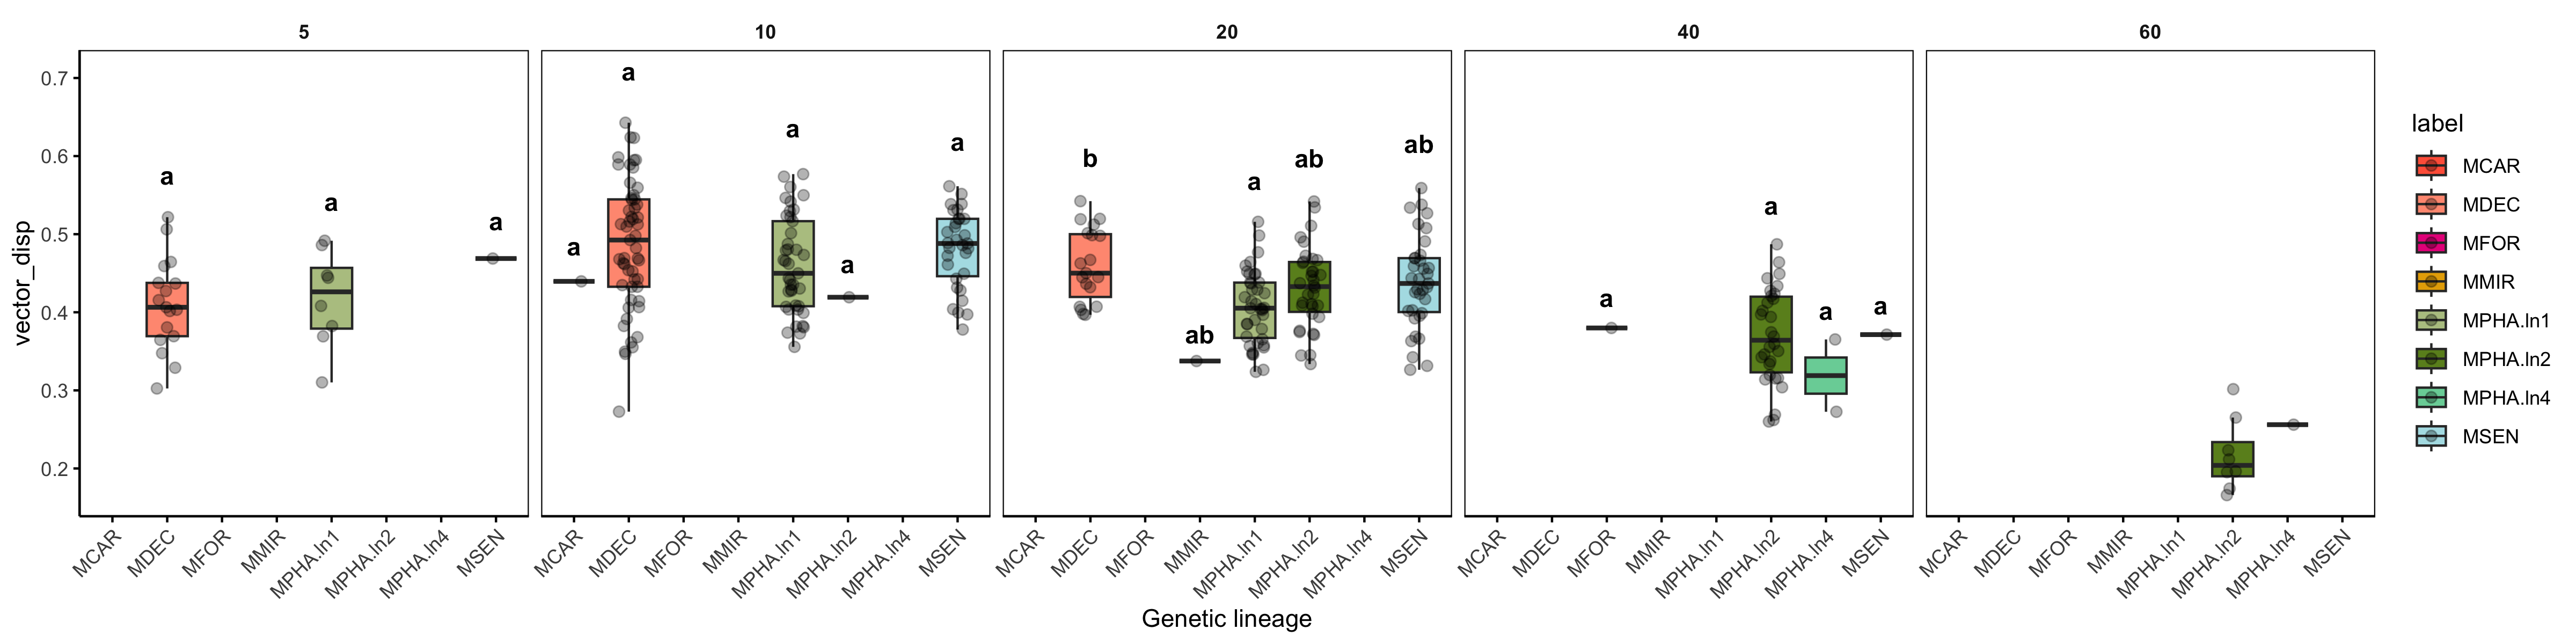 5 10 20 40 60
0.7
0.6
0.5
0.4
0.3
0.2
vector_disp
a a a
a a a a a
b ab a ab ab
a a a a
MCAR MDEC MFOR MMIR MPHA.ln1 MPHA.ln2 MPHA.ln4 MSEN
MCAR MDEC MFOR MMIR MPHA.ln1 MPHA.ln2 MPHA.ln4 MSEN
MCAR MDEC MFOR MMIR MPHA.ln1 MPHA.ln2 MPHA.ln4 MSEN
MCAR MDEC MFOR MMIR MPHA.ln1 MPHA.ln2 MPHA.ln4 MSEN
MCAR MDEC MFOR MMIR MPHA.ln1 MPHA.ln2 MPHA.ln4 MSEN
Genetic lineage
label
MCAR
MDEC
MFOR
MMIR
MPHA.ln1
MPHA.ln2
MPHA.ln4
MSEN